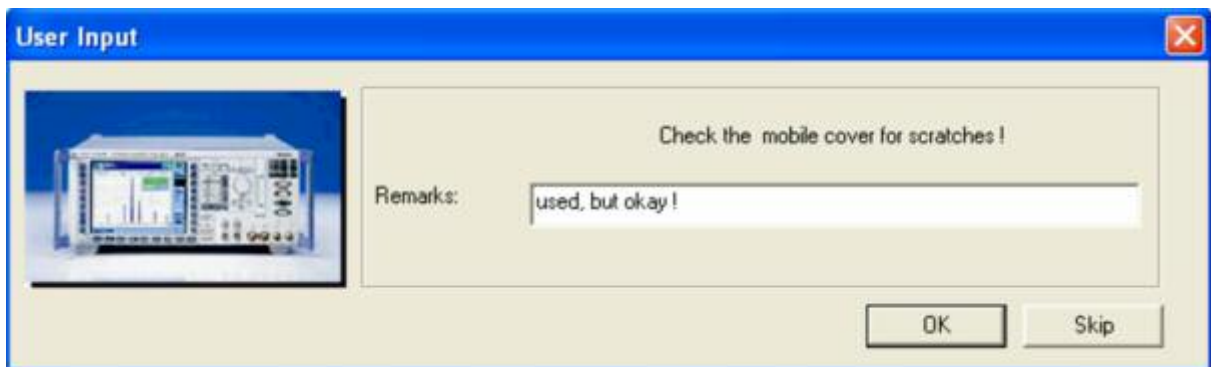 User Input
Check the mobile cover for scratches !
Remarks:
used, but okay !
OK
Skip